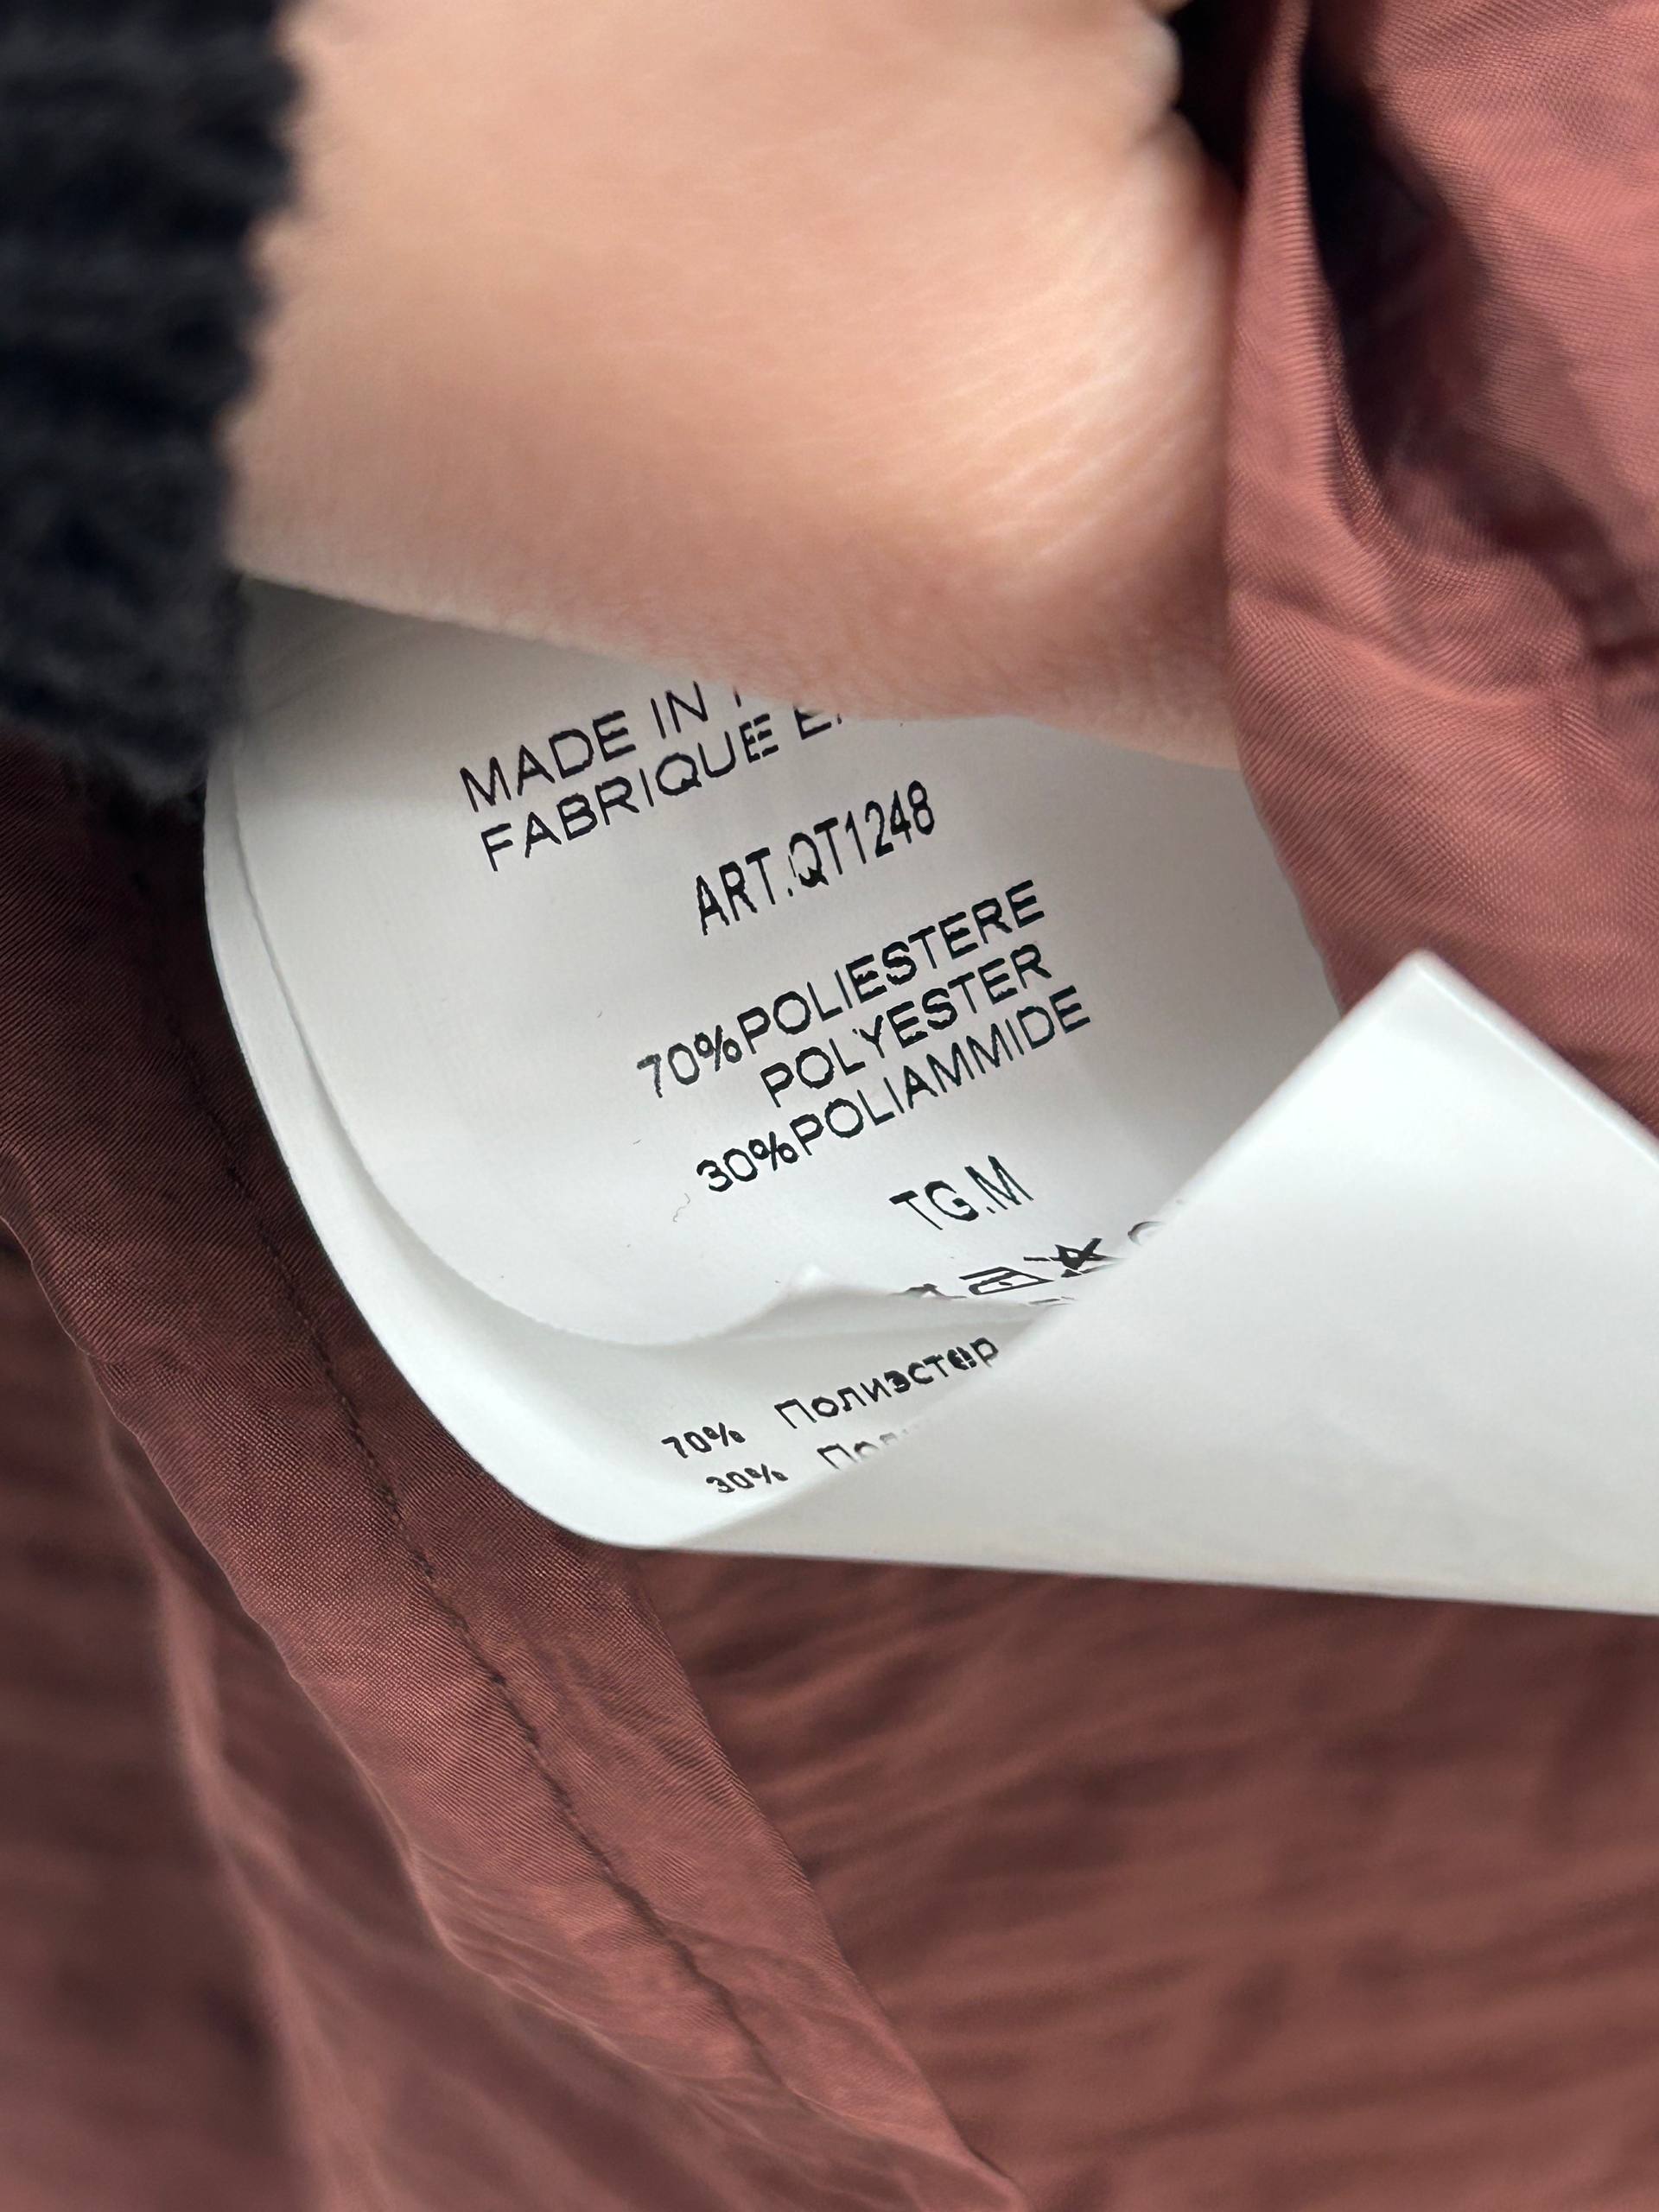 MADE IN
FABRIQUE
ART.QT1248
70%POLIESTERE
POLYESTER
30%POLIAMMIDE
TG.M
70% Полиэстер
30%